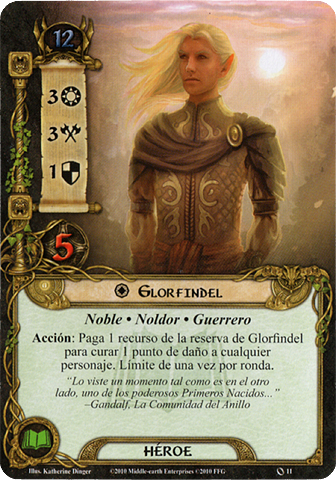 12
3
3
1
5
Glorfindel
Noble • Noldor • Guerrero
Acción: Paga 1 recurso de la reserva de Glorfindel
para curar 1 punto de daño a cualquier
personaje. Límite de una vez por ronda.
“Lo viste un momento tal como es en el otro
lado, uno de los poderosos Primeros Nacidos...”
–Gandalf, La Comunidad del Anillo
HÉROE
Illus. Katherine Dinger
©2010 Middle-earth Enterprises ©2010 FFG
11